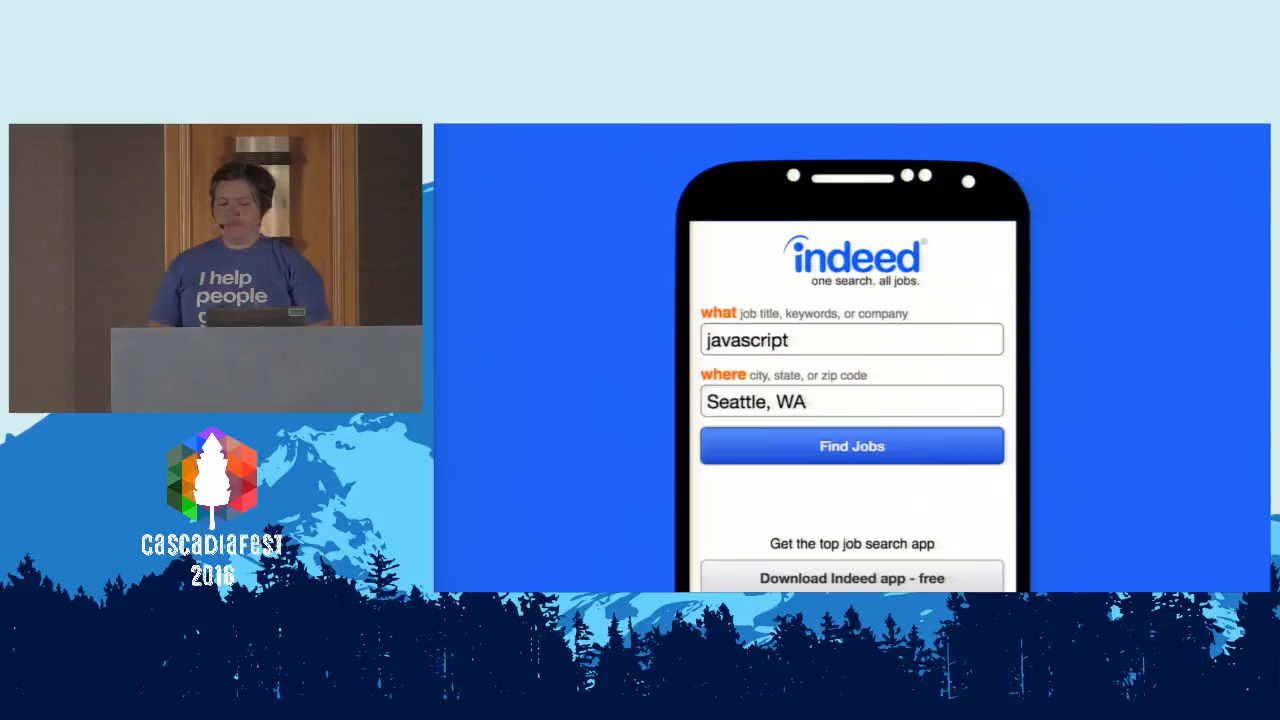 I help
people
indeed®
one search. all jobs.
what job title, keywords, or company
javascript
where city, state, or zip code
Seattle, WA
Find Jobs
Get the top job search app
Download Indeed app - free
CASCADIAFEST
2016